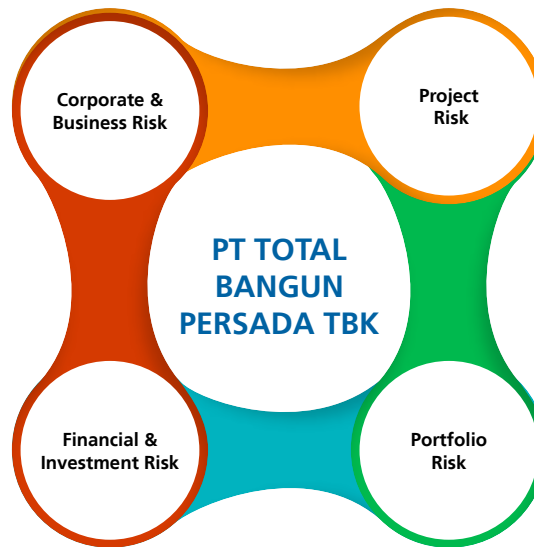 Corporate &
Business Risk
Project
Risk
PT TOTAL
BANGUN
PERSADA TBK
Financial &
Investment Risk
Portfolio
Risk